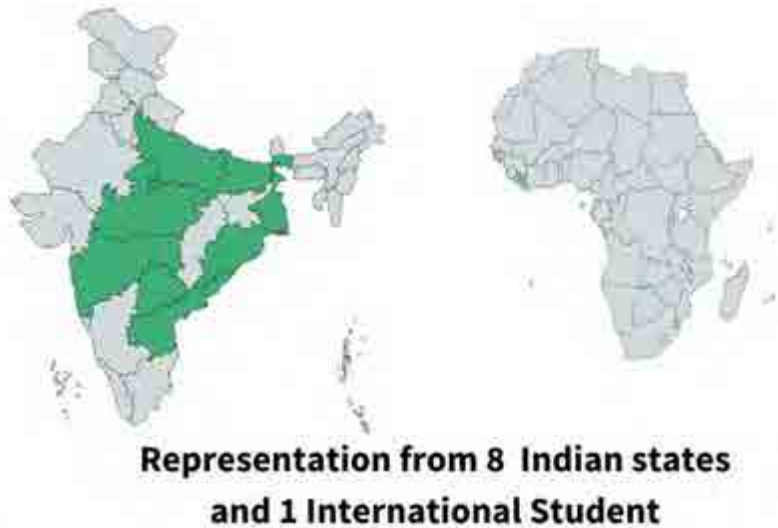 Representation from 8 Indian states
and 1 International Student